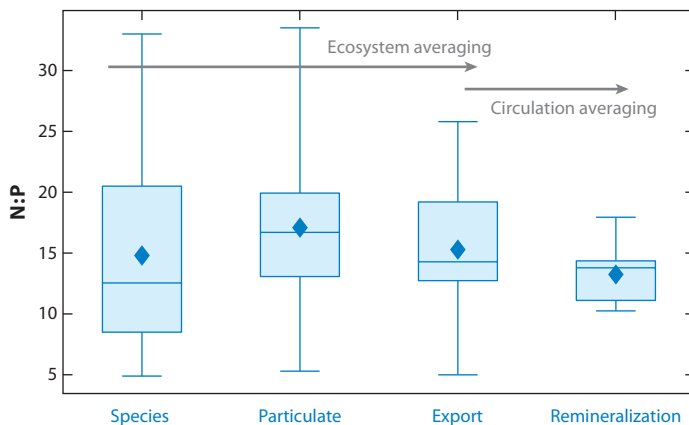 Ecosystem averaging
Circulation averaging
N:P
30
25
20
15
10
5
Species Particulate Export Remineralization